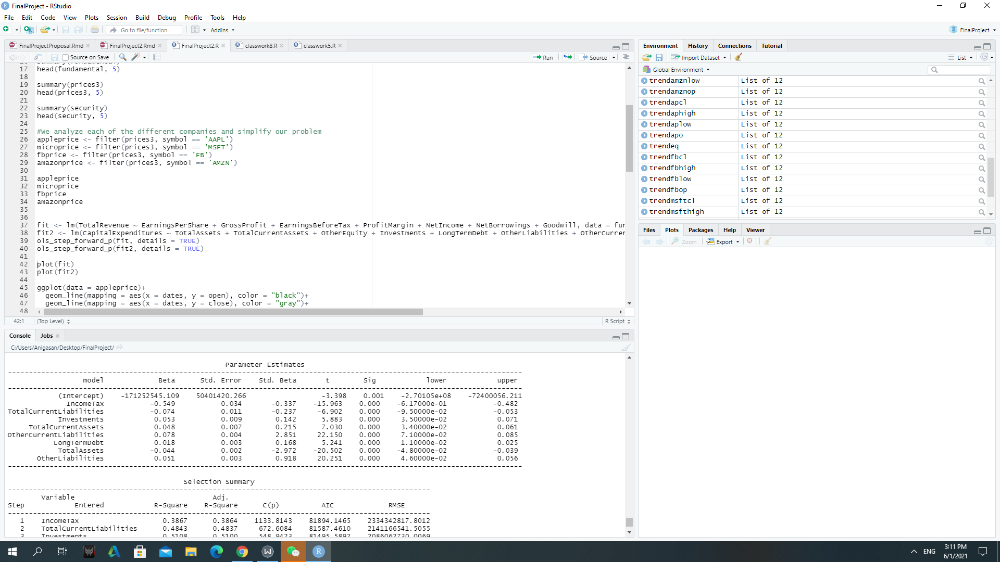 FinalProject - RStudio
File Edit Code View Plots Session Build Debug Profile Tools Help
Go to file/function Addins FinalProject
FinalProjectProposal.Rmd FinalProject2.Rmd FinalProject2.R classwork8.R classwork5.R
Source on Save Run Source
17 head(fundamental, 5)
18
19 summary(prices3)
20 head(prices3, 5)
21
22 summary(security)
23 head(security, 5)
24
25 #we analyze each of the different companies and simplify our problem
26 appleprice <- filter(prices3, symbol == 'AAPL')
27 microprice <- filter(prices3, symbol == 'MSFT')
28 fbprice <- filter(prices3, symbol == 'FB')
29 amazonprice <- filter(prices3, symbol == 'AMZN')
30
31 appleprice
32 microprice
33 fbprice
34 amazonprice
35
36
37 fit <- lm(TotalRevenue ~ EarningsPerShare + GrossProfit + EarningsBeforeTax + ProfitMargin + NetIncome + NetBorrowings + Goodwill, data = fur
38 fit2 <- lm(CapitalExpenditures ~ TotalAssets + TotalCurrentAssets + OtherEquity + Investments + LongTermDebt + OtherLiabilities + OtherCurrer
39 ols_step_forward_p(fit, details = TRUE)
40 ols_step_forward_p(fit2, details = TRUE)
41
42 plot(fit)
43 plot(fit2)
44
45 ggplot(data = appleprice)+
46 geom_line(mapping = aes(x = dates, y = open), color = "black")+
47 geom_line(mapping = aes(x = dates, y = close), color = "gray")+
48
42:1 (Top Level) R Script
Console Jobs
C:/Users/Anigasan/Desktop/FinalProject/
Parameter Estimates
model Beta Std. Error Std. Beta t Sig lower upper
(Intercept) -171252545.109 50401420.266 -3.398 0.001 -2.70105e+08 -72400056.211
IncomeTax -0.549 0.034 -0.337 -15.963 0.000 -6.17000e-01 -0.482
TotalCurrentLiabilities -0.074 0.011 -0.237 -6.902 0.000 -9.50000e-02 -0.053
Investments 0.053 0.009 0.142 5.883 0.000 3.50000e-02 0.071
TotalCurrentAssets 0.048 0.007 0.215 7.030 0.000 3.40000e-02 0.061
OtherCurrentLiabilities 0.078 0.004 2.851 22.150 0.000 7.10000e-02 0.085
LongTermDebt 0.018 0.003 0.168 5.241 0.000 1.10000e-02 0.025
TotalAssets -0.044 0.002 -2.972 -20.502 0.000 -4.80000e-02 -0.039
OtherLiabilities 0.051 0.003 0.918 20.251 0.000 4.60000e-02 0.056
Selection Summary
Variable Adj.
Step Entered R-Square R-Square C(p) AIC RMSE
1 IncomeTax 0.3867 0.3864 1133.8143 81894.1465 2334342817.8012
2 TotalCurrentLiabilities 0.4843 0.4837 672.6084 81587.4610 2141166541.5055
3 Investments 0.5108 0.5100 548.9423 81495.5892 2086062730.0069
Environment History Connections Tutorial
Import Dataset List
Global Environment
trendamznlow List of 12
trendamznop List of 12
trendapcl List of 12
trendaphigh List of 12
trendaplow List of 12
trendapo List of 12
trendeq List of 12
trendfbcl List of 12
trendfbhigh List of 12
trendfblow List of 12
trendfbop List of 12
trendmsftcl List of 12
trendmsfthigh List of 12
Files Plots Packages Help Viewer
Zoom Export
ENG 3:11 PM
6/1/2021